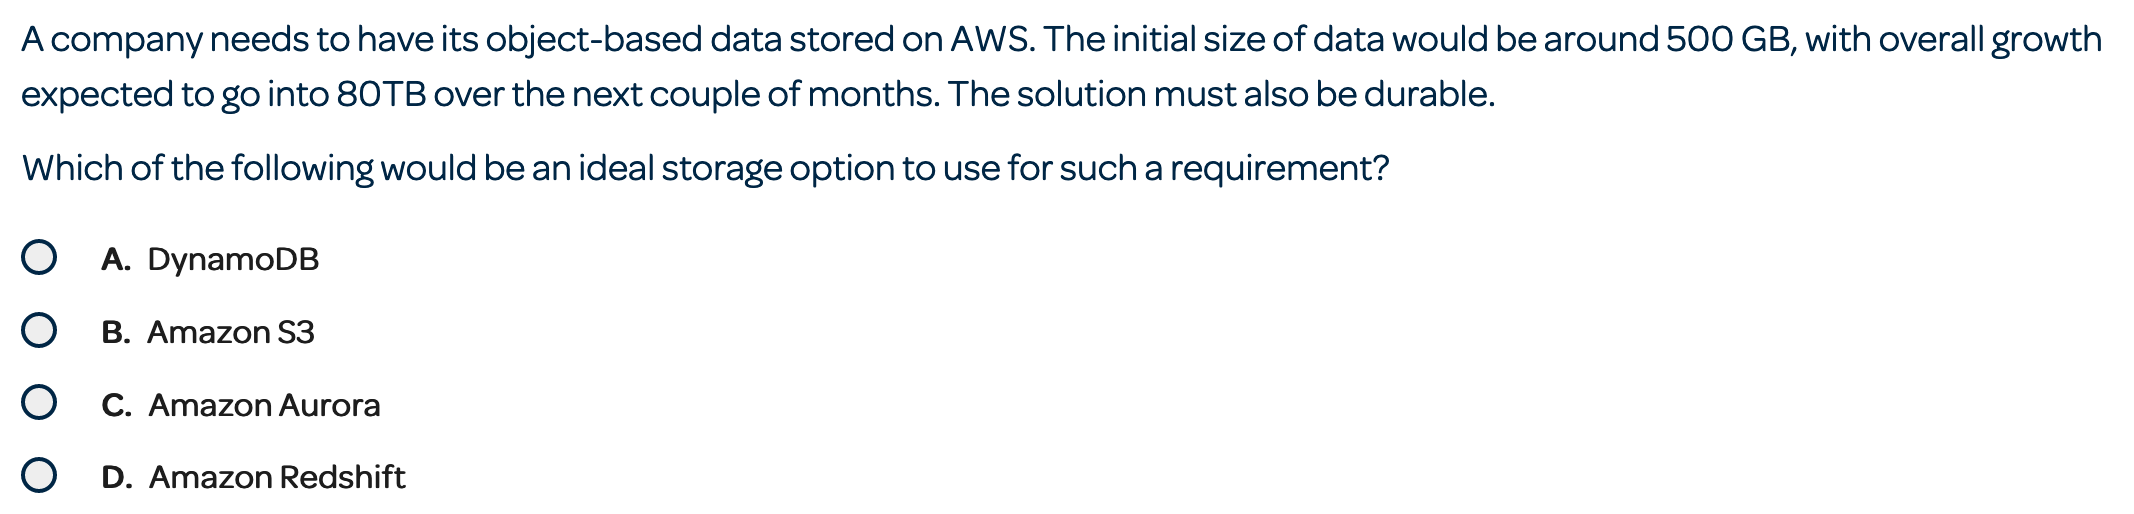 A company needs to have its object-based data stored on AWS. The initial size of data would be around 500 GB, with overall growth
expected to go into 80TB over the next couple of months. The solution must also be durable.
Which of the following would be an ideal storage option to use for such a requirement?
A. DynamoDB
B. Amazon S3
C. Amazon Aurora
D. Amazon Redshift